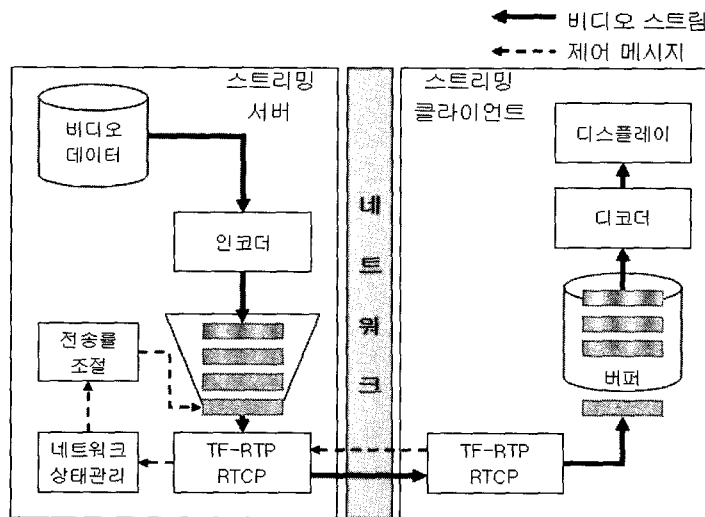 비디오 스트림
제어 메시지
스트리밍
서버
비디오
데이터
인코더
전송률
조절
네트워크
상태관리
TF-RTP
RTCP
네
트
워
크
스트리밍
클라이언트
디스플레이
디코더
버퍼
TF-RTP
RTCP